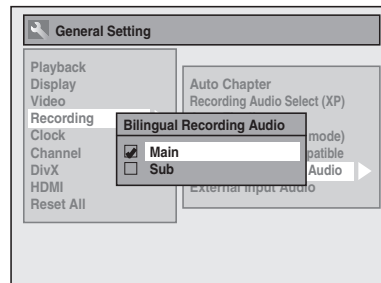 General Setting
Playback
Display
Video
Recording
Clock
Channel
DivX
HDMI
Reset All
Auto Chapter
Recording Audio Select (XP)
mode)
patible
Audio
External Input Audio
Bilingual Recording Audio
Main
Sub